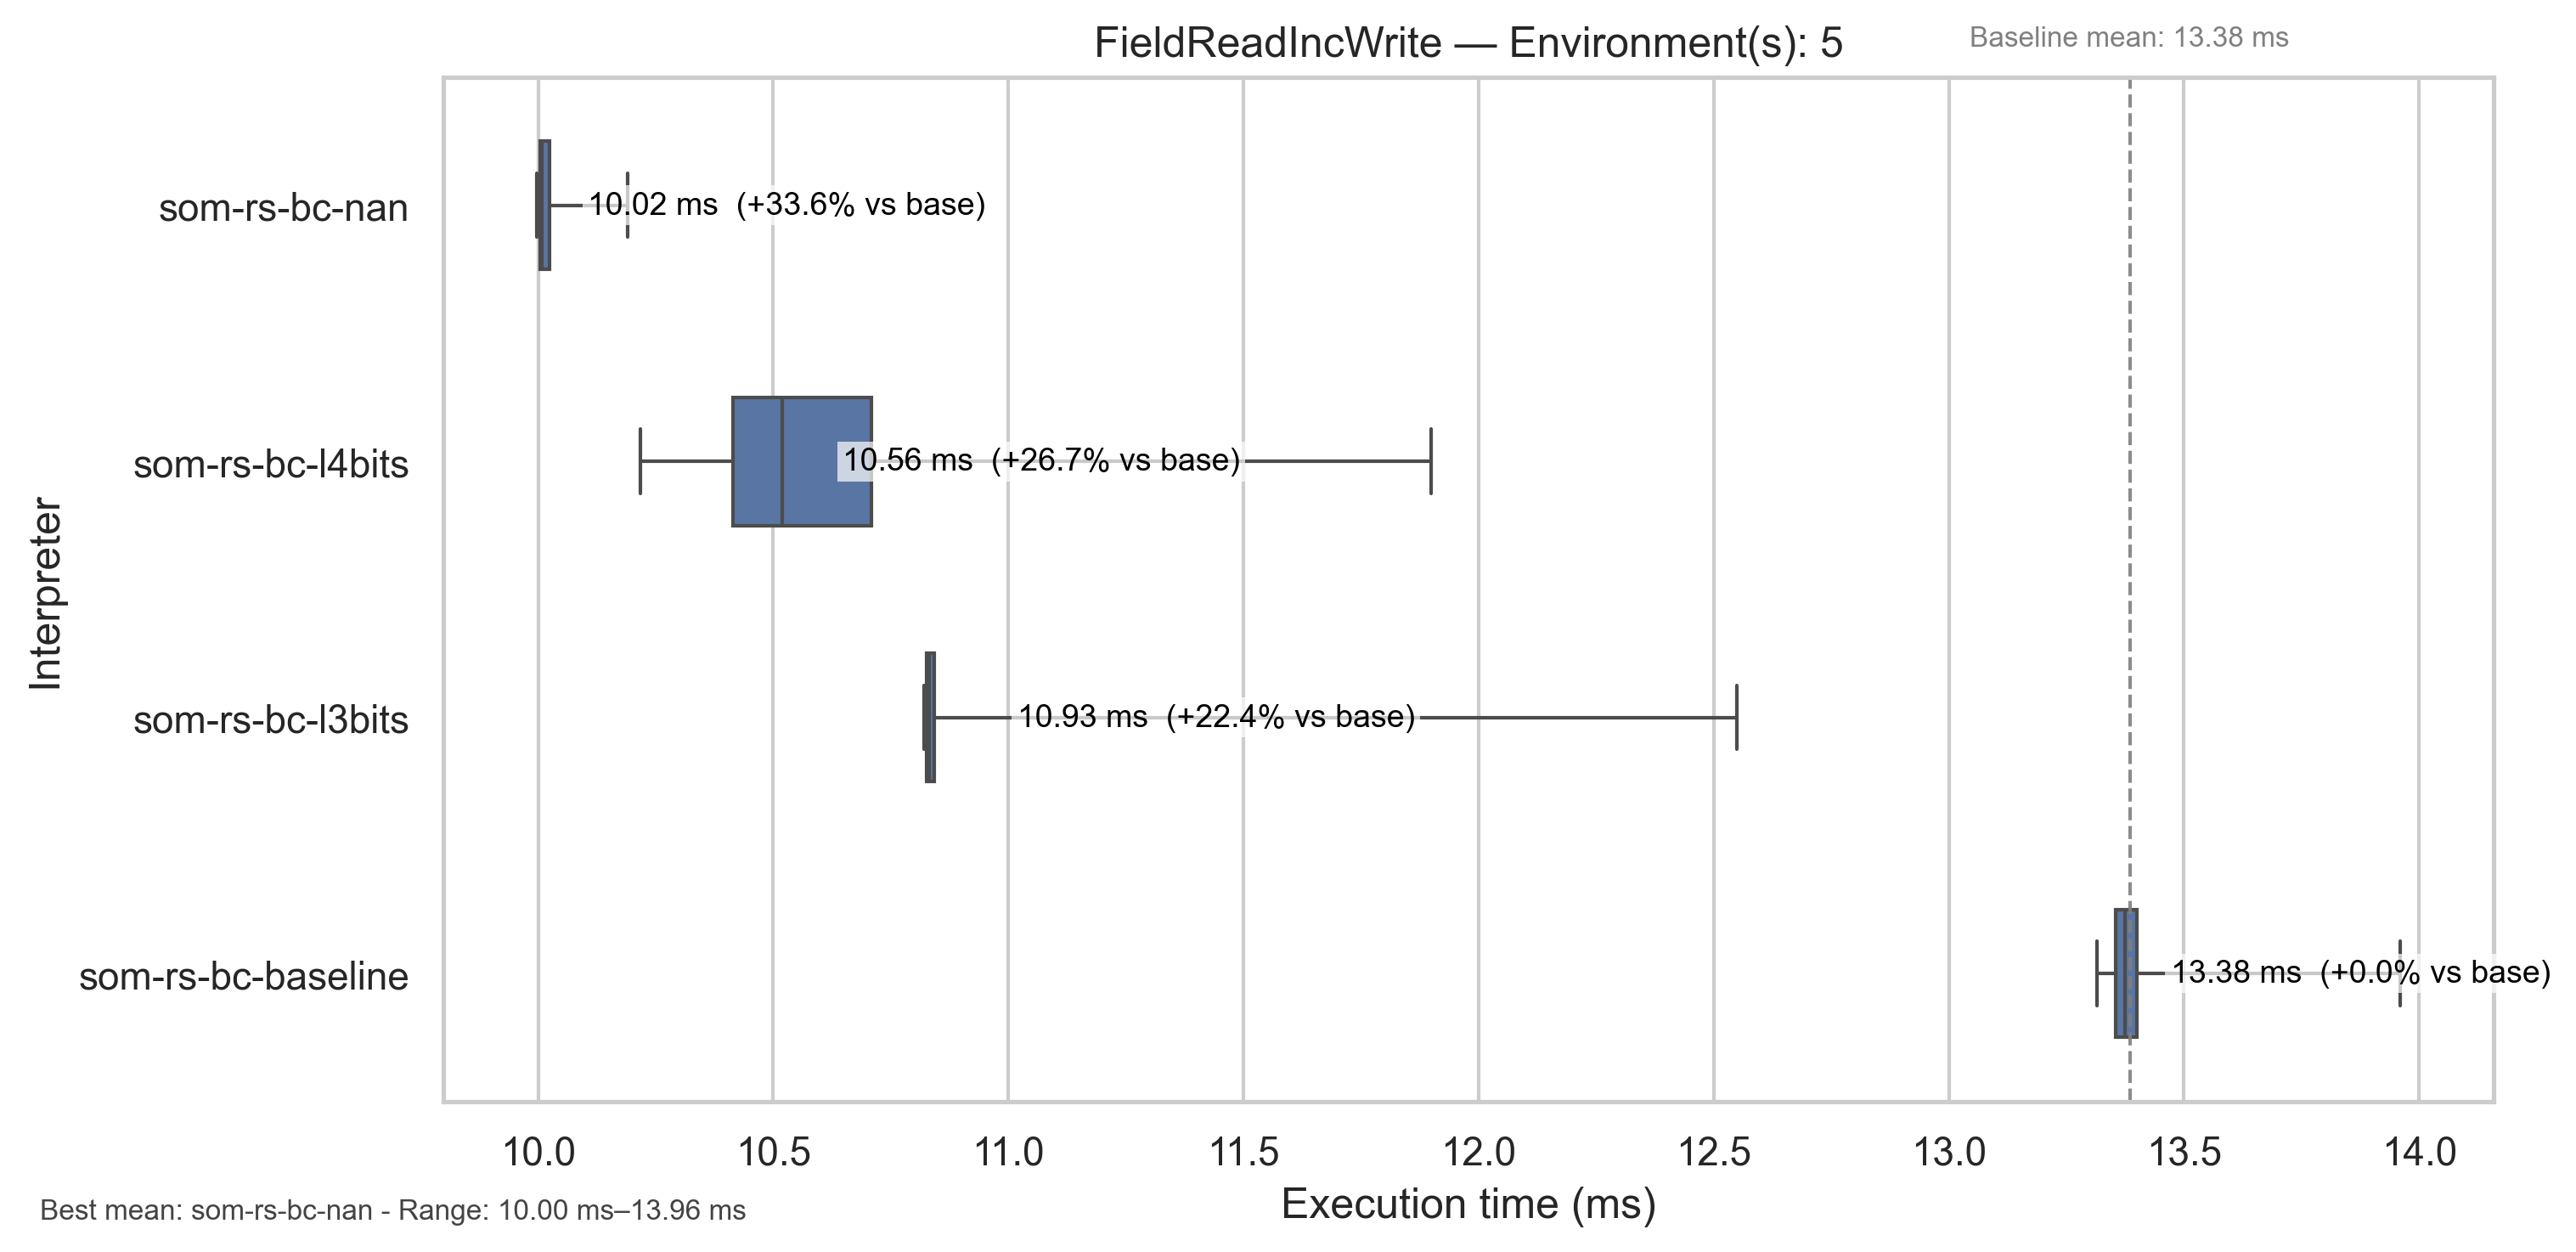 FieldReadIncWrite — Environment(s): 5
Baseline mean: 13.38 ms
Interpreter
som-rs-bc-nan
10.02 ms (+33.6% vs base)
som-rs-bc-l4bits
10.56 ms (+26.7% vs base)
som-rs-bc-l3bits
10.93 ms (+22.4% vs base)
som-rs-bc-baseline
13.38 ms (+0.0% vs base)
10.0 10.5 11.0 11.5 12.0 12.5 13.0 13.5 14.0
Execution time (ms)
Best mean: som-rs-bc-nan - Range: 10.00 ms–13.96 ms